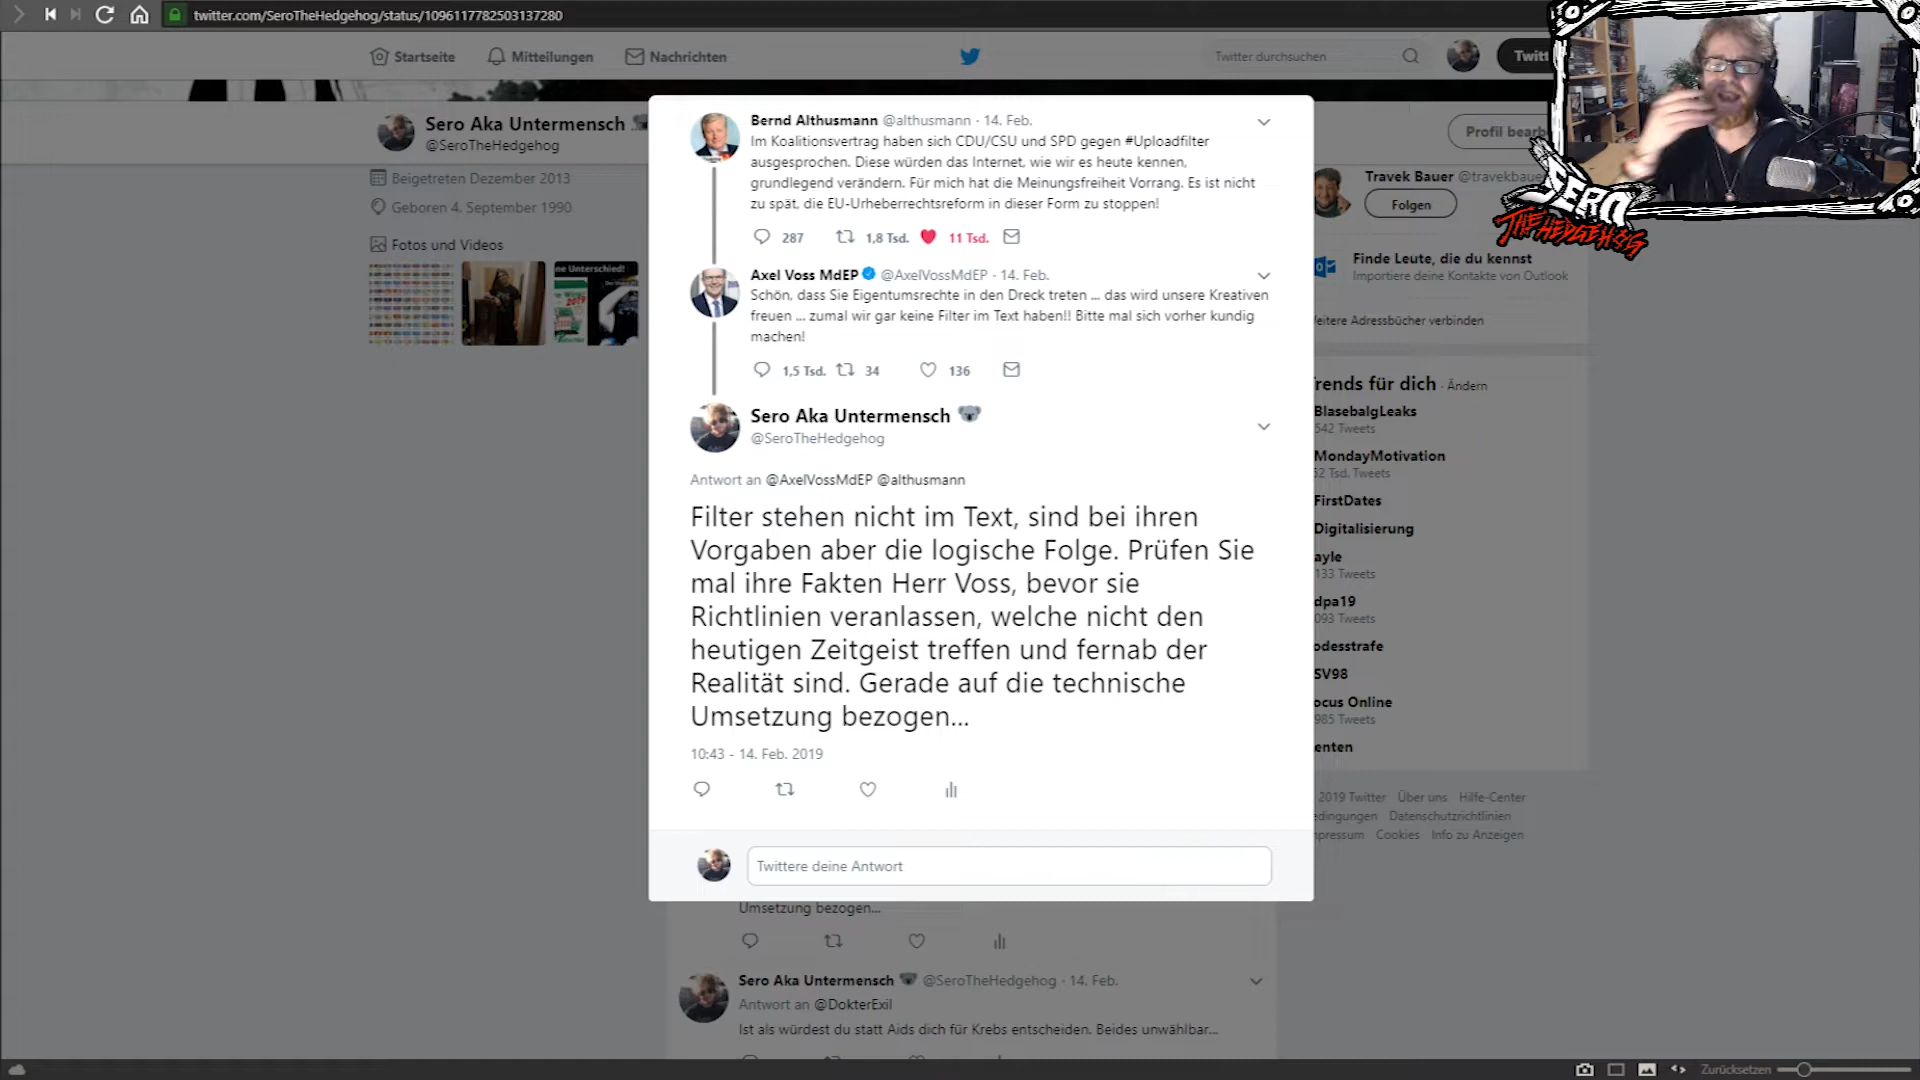 twitter.com/SeroTheHedgehog/status/1096117782503137280
Startseite
Mitteilungen
Nachrichten
Twitter durchsuchen
Twitt
Sero Aka Untermensch
@SeroTheHedgehog
Profil bearb
Beigetreten Dezember 2013
Geboren 4. September 1990
Fotos und Videos
ne Unterschied!
2019
Bernd Althusmann @althusmann · 14. Feb.
Im Koalitionsvertrag haben sich CDU/CSU und SPD gegen #Uploadfilter
ausgesprochen. Diese würden das Internet, wie wir es heute kennen,
grundlegend verändern. Für mich hat die Meinungsfreiheit Vorrang. Es ist nicht
zu spät, die EU-Urheberrechtsreform in dieser Form zu stoppen!
287 1,8 Tsd. 11 Tsd.
Axel Voss MdEP @AxelVossMdEP · 14. Feb.
Schön, dass Sie Eigentumsrechte in den Dreck treten ... das wird unsere Kreativen
freuen ... zumal wir gar keine Filter im Text haben!! Bitte mal sich vorher kundig
machen!
1,5 Tsd. 34 136
Sero Aka Untermensch
@SeroTheHedgehog
Antwort an @AxelVossMdEP @althusmann
Filter stehen nicht im Text, sind bei ihren
Vorgaben aber die logische Folge. Prüfen Sie
mal ihre Fakten Herr Voss, bevor sie
Richtlinien veranlassen, welche nicht den
heutigen Zeitgeist treffen und fernab der
Realität sind. Gerade auf die technische
Umsetzung bezogen...
10:43 - 14. Feb. 2019
Twittere deine Antwort
Umsetzung bezogen...
Sero Aka Untermensch @SeroTheHedgehog · 14. Feb.
Antwort an @DokterExil
Ist als würdest du statt Aids dich für Krebs entscheiden. Beides unwählbar...
SERO
THE HEDGEHOG
Travek Bauer @travekbaue
Folgen
Finde Leute, die du kennst
Importiere deine Kontakte von Outlook
eitere Adressbücher verbinden
rends für dich · Ändern
BlasebalgLeaks
542 Tweets
MondayMotivation
52 Tsd. Tweets
FirstDates
Digitalisierung
ayle
133 Tweets
dpa19
093 Tweets
odesstrafe
SV98
ocus Online
985 Tweets
enten
2019 Twitter Über uns Hilfe-Center
edingungen Datenschutzrichtlinien
pressum Cookies Info zu Anzeigen
Zurücksetzen